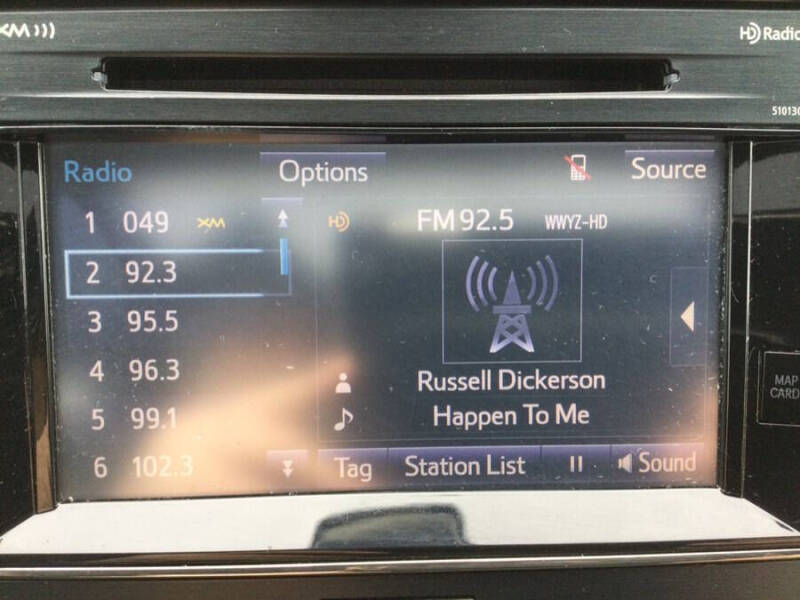 XM
HD Radio
510130
Radio
Options
Source
1 049 XM
2 92.3
3 95.5
4 96.3
5 99.1
6 102.3
HD FM 92.5 WWYZ-HD
Russell Dickerson
Happen To Me
Tag Station List Sound
MAP
CARD